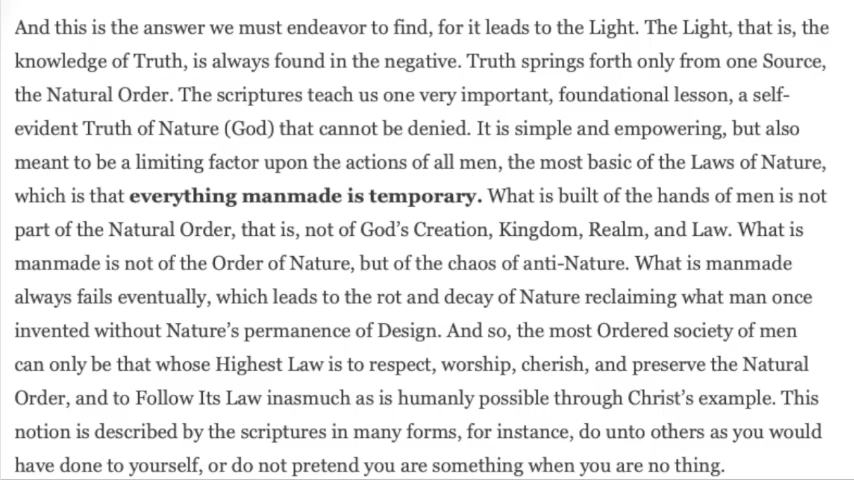 And this is the answer we must endeavor to find, for it leads to the Light. The Light, that is, the
knowledge of Truth, is always found in the negative. Truth springs forth only from one Source,
the Natural Order. The scriptures teach us one very important, foundational lesson, a self-
evident Truth of Nature (God) that cannot be denied. It is simple and empowering, but also
meant to be a limiting factor upon the actions of all men, the most basic of the Laws of Nature,
which is that everything manmade is temporary. What is built of the hands of men is not
part of the Natural Order, that is, not of God's Creation, Kingdom, Realm, and Law. What is
manmade is not of the Order of Nature, but of the chaos of anti-Nature. What is manmade
always fails eventually, which leads to the rot and decay of Nature reclaiming what man once
invented without Nature's permanence of Design. And so, the most Ordered society of men
can only be that whose Highest Law is to respect, worship, cherish, and preserve the Natural
Order, and to Follow Its Law inasmuch as is humanly possible through Christ's example. This
notion is described by the scriptures in many forms, for instance, do unto others as you would
have done to yourself, or do not pretend you are something when you are no thing.